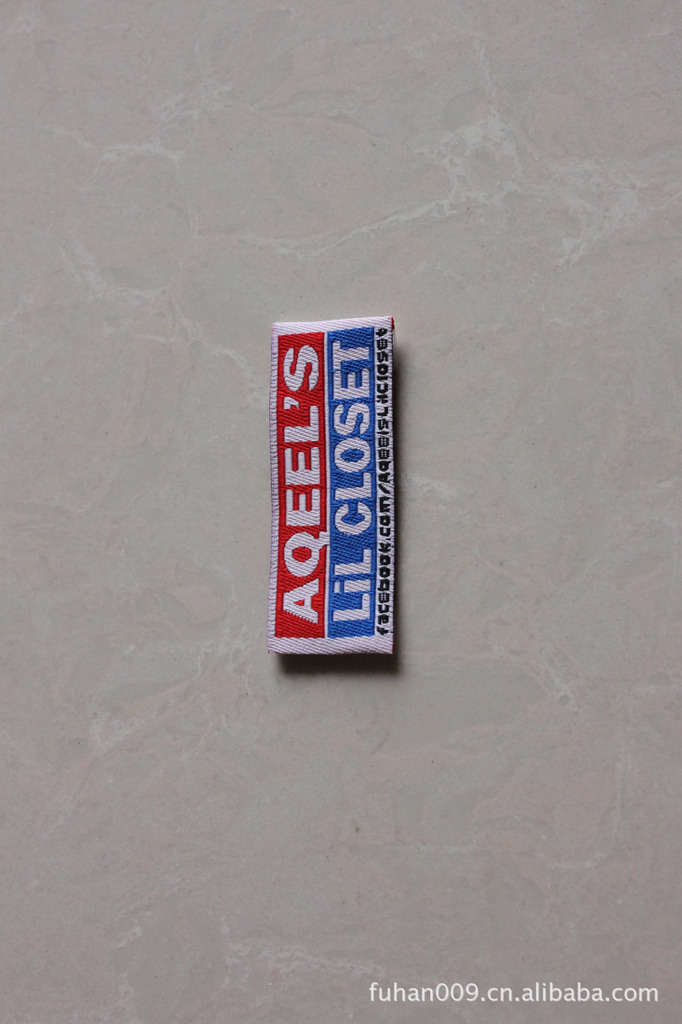 AQEEL'S
LiL CLOSET
facebook.com/AqeelsLilCloset
fuhan009.cn.alibaba.com